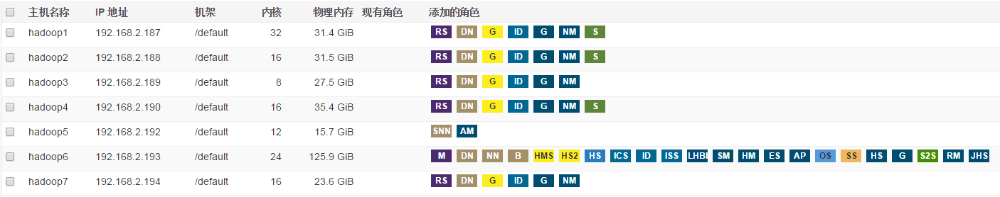 主机名称 IP 地址 机架 内核 物理内存 现有角色 添加的角色
hadoop1 192.168.2.187 /default 32 31.4 GiB RS DN G ID G NM S
hadoop2 192.168.2.188 /default 16 31.5 GiB RS DN G ID G NM S
hadoop3 192.168.2.189 /default 8 27.5 GiB RS DN G ID G NM
hadoop4 192.168.2.190 /default 16 35.4 GiB RS DN G ID G NM S
hadoop5 192.168.2.192 /default 12 15.7 GiB SNN AM
hadoop6 192.168.2.193 /default 24 125.9 GiB M DN NN B HMS HS2 HS ICS ID ISS LHBI SM HM ES AP OS SS HS G S2S RM JHS
hadoop7 192.168.2.194 /default 16 23.6 GiB RS DN G ID G NM